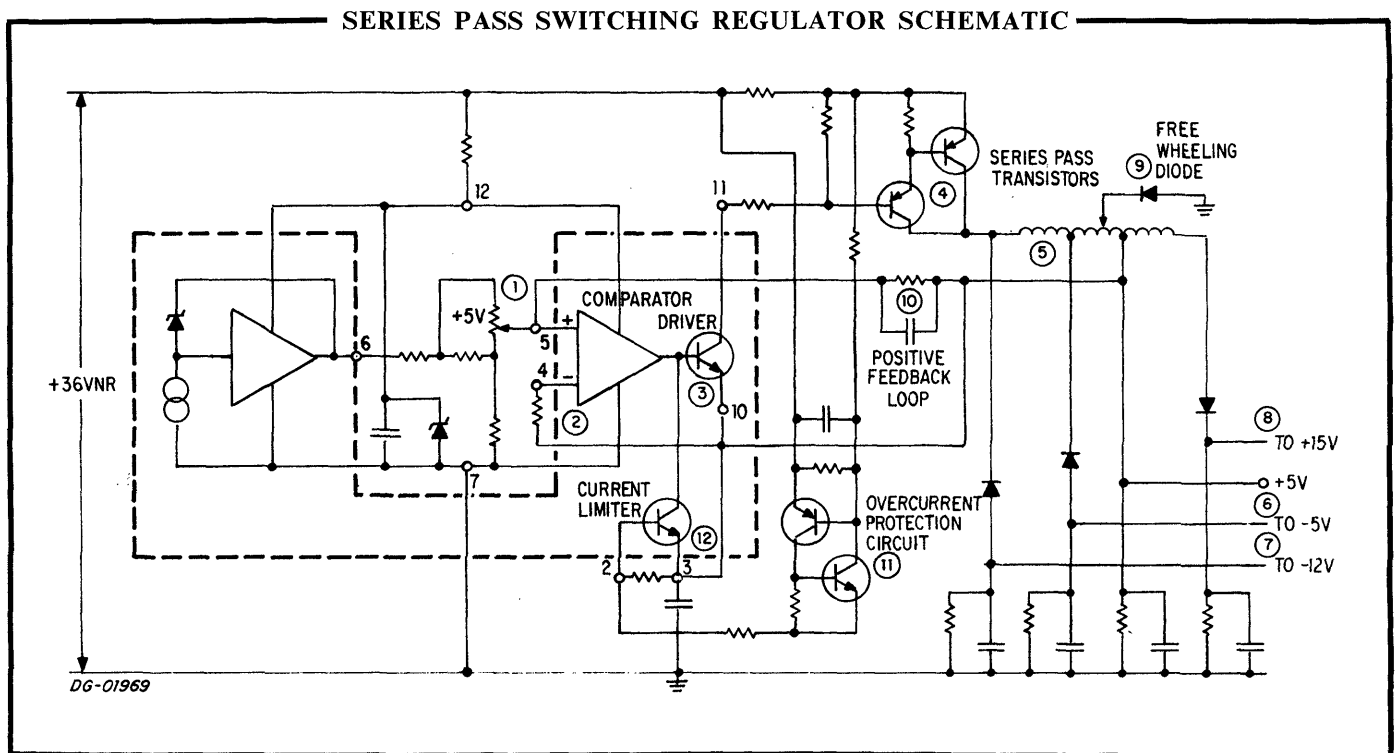 SERIES PASS SWITCHING REGULATOR SCHEMATIC
+36VNR
12
11
6
7
+5V
1
5
+
4
-
2
COMPARATOR
DRIVER
3
10
SERIES PASS
TRANSISTORS
4
FREE
WHEELING
DIODE
9
5
10
POSITIVE
FEEDBACK
LOOP
CURRENT
LIMITER
12
2
3
OVERCURRENT
PROTECTION
CIRCUIT
11
8
TO +15V
+5V
6
TO -5V
7
TO -12V
DG-01969